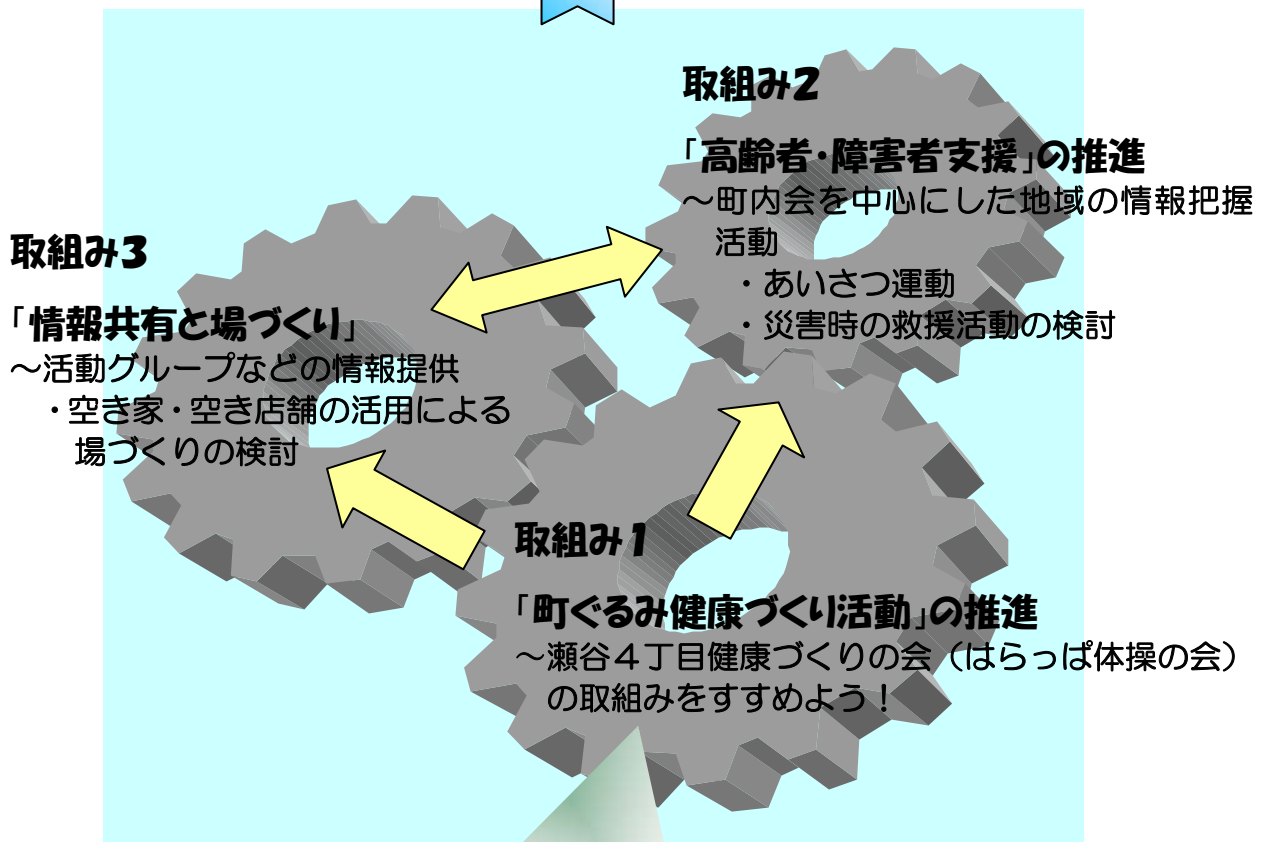 取組み2
「高齢者・障害者支援」の推進
～町内会を中心にした地域の情報把握
活動
・あいさつ運動
・災害時の救援活動の検討
取組み3
「情報共有と場づくり」
～活動グループなどの情報提供
・空き家・空き店舗の活用による
場づくりの検討
取組み1
「町ぐるみ健康づくり活動」の推進
～瀬谷４丁目健康づくりの会（はらっぱ体操の会）
の取組みをすすめよう！